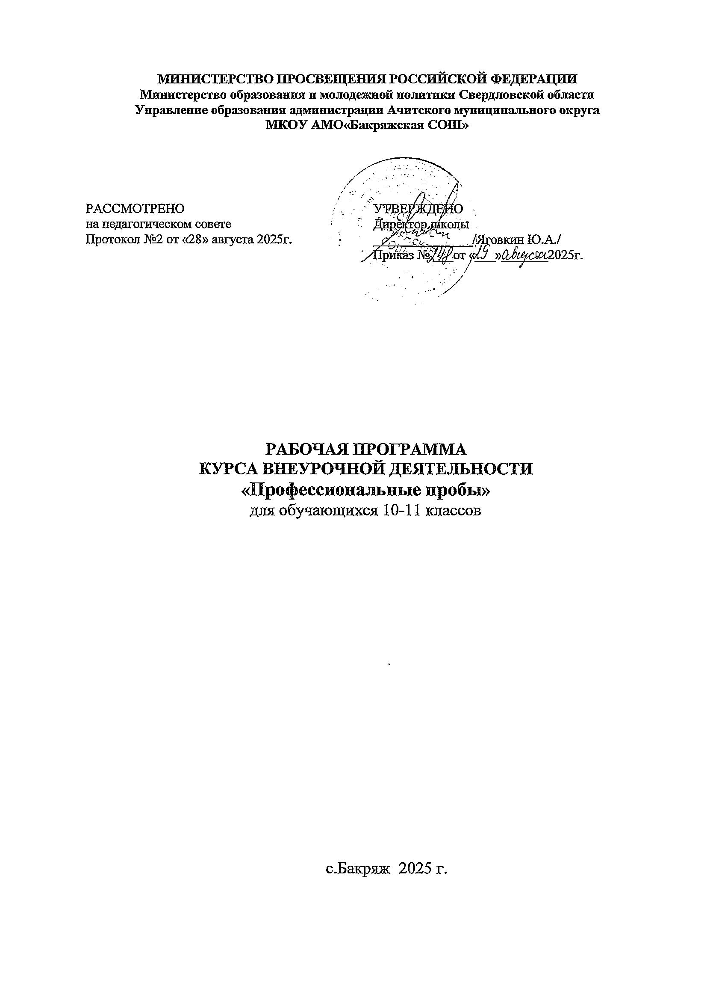 МИНИСТЕРСТВО ПРОСВЕЩЕНИЯ РОССИЙСКОЙ ФЕДЕРАЦИИ
Министерство образования и молодежной политики Свердловской области
Управление образования администрации Ачитского муниципального округа
МКОУ АМО«Бакряжская СОШ»
РАССМОТРЕНО
на педагогическом совете
Протокол №2 от «28» августа 2025г.
УТВЕРЖДЕНО
Директор школы
/Яговкин Ю.А./
Приказ №248 от «29» августа 2025г.
РАБОЧАЯ ПРОГРАММА
КУРСА ВНЕУРОЧНОЙ ДЕЯТЕЛЬНОСТИ
«Профессиональные пробы»
для обучающихся 10-11 классов
с.Бакряж 2025 г.